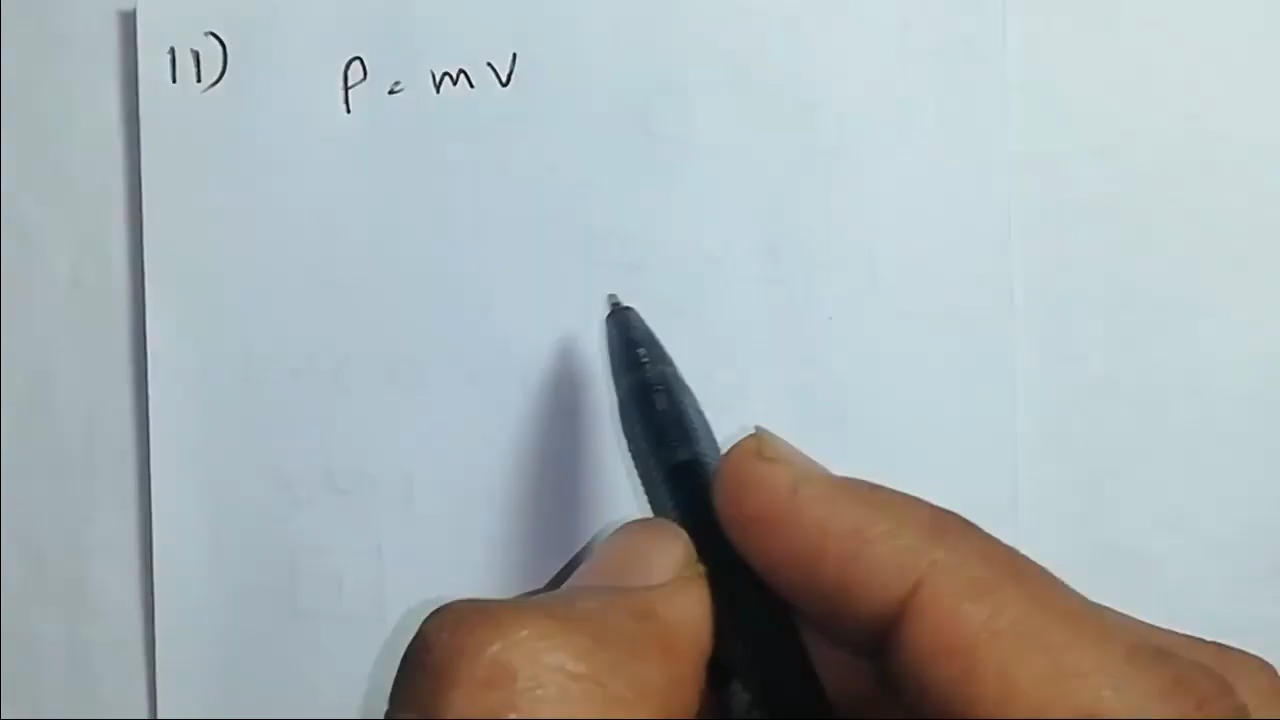 11) P = mv